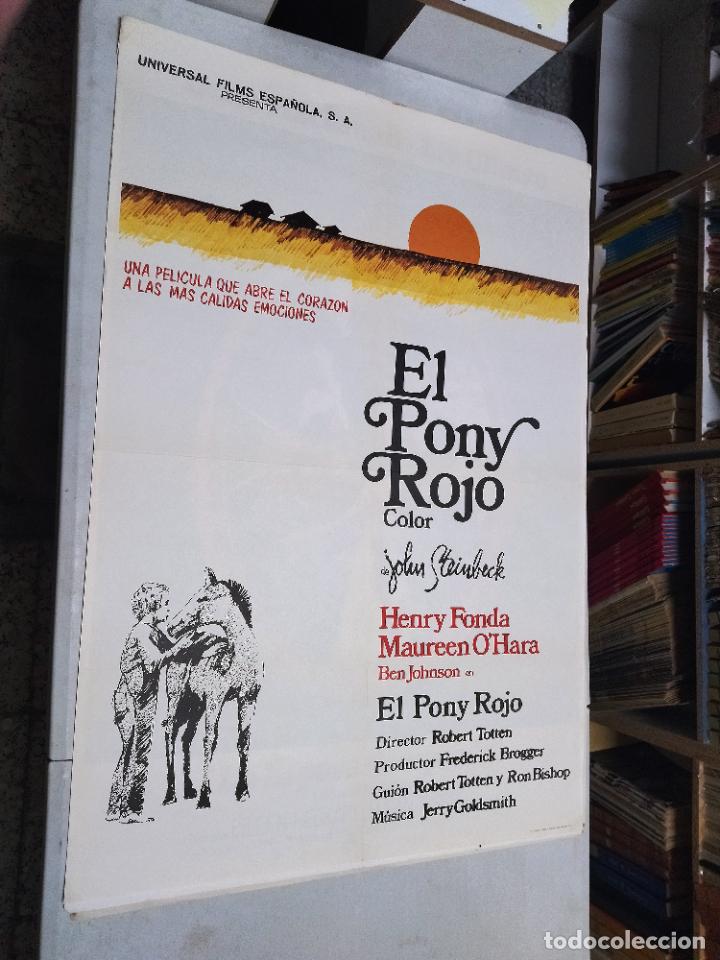 UNIVERSAL FILMS ESPAÑOLA, S. A.
PRESENTA
UNA PELICULA QUE ABRE EL CORAZON
A LAS MAS CALIDAS EMOCIONES
El
Pony
Rojo
Color
de John Steinbeck
Henry Fonda
Maureen O'Hara
Ben Johnson en
El Pony Rojo
Director Robert Totten
Productor Frederick Brogger
Guión Robert Totten y Ron Bishop
Música Jerry Goldsmith
todocoleccion